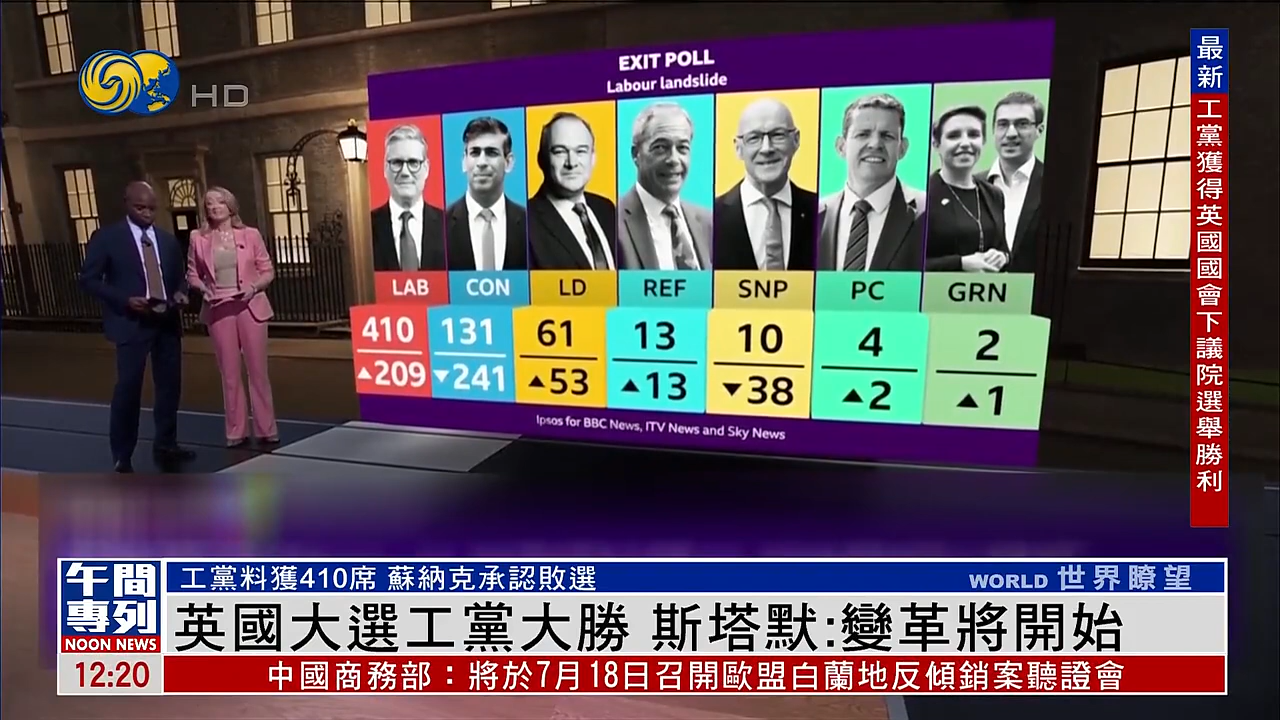 HD
EXIT POLL
Labour landslide
LAB CON LD REF SNP PC GRN
410 131 61 13 10 4 2
▲209 ▼241 ▲53 ▲13 ▼38 ▲2 ▲1
Ipsos for BBC News, ITV News and Sky News
最新 工黨獲得英國國會下議院選舉勝利
午間專列
NOON NEWS
工黨料獲410席 蘇納克承認敗選
WORLD 世界瞭望
英國大選工黨大勝 斯塔默:變革將開始
12:20
中國商務部：將於7月18日召開歐盟白蘭地反傾銷案聽證會